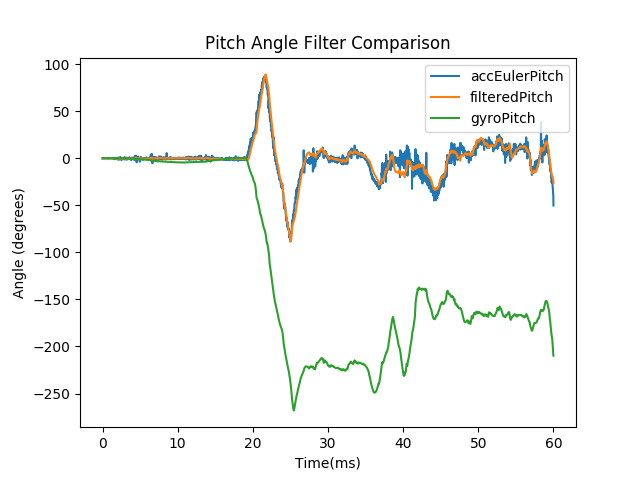 Pitch Angle Filter Comparison
accEulerPitch
filteredPitch
gyroPitch
Angle (degrees)
100
50
0
−50
−100
−150
−200
−250
0 10 20 30 40 50 60
Time(ms)